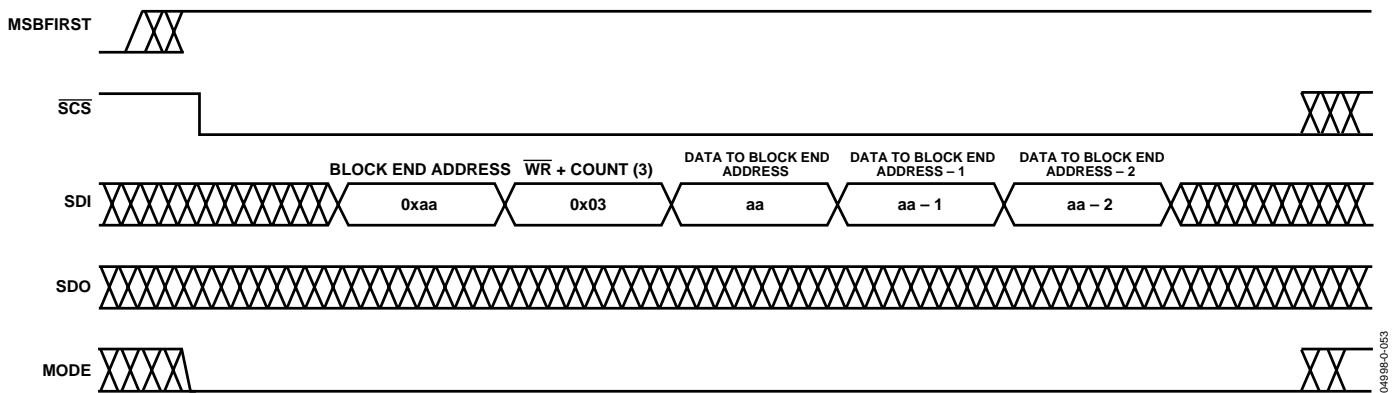 MSBFIRST
SCS
BLOCK END ADDRESS
WR + COUNT (3)
DATA TO BLOCK END
ADDRESS
DATA TO BLOCK END
ADDRESS – 1
DATA TO BLOCK END
ADDRESS – 2
SDI
0xaa
0x03
aa
aa – 1
aa – 2
SDO
MODE
04998-0-053